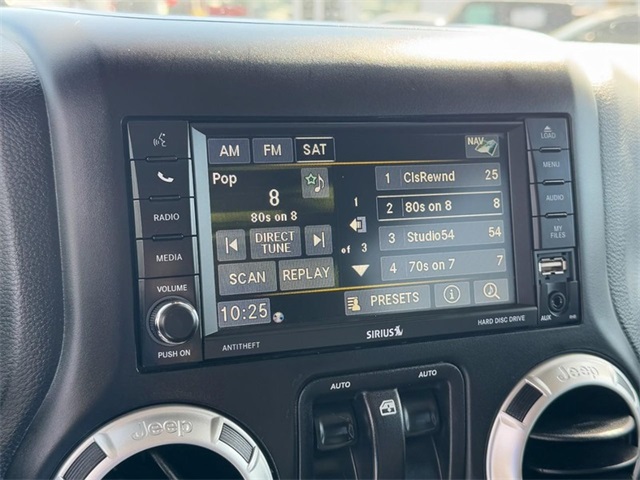 LOAD
AM FM SAT NAV
MENU
Pop 1 ClsRewnd 25
8
RADIO
1 2 80s on 8 8
AUDIO
80s on 8
DIRECT
TUNE
3 Studio54 54
MY
FILES
MEDIA
of 3
SCAN REPLAY 4 70s on 7 7
VOLUME
10:25 PRESETS
PUSH ON
ANTITHEFT
SIRIUS
HARD DISC DRIVE
AUX
AUTO AUTO
Jeep
Jeep